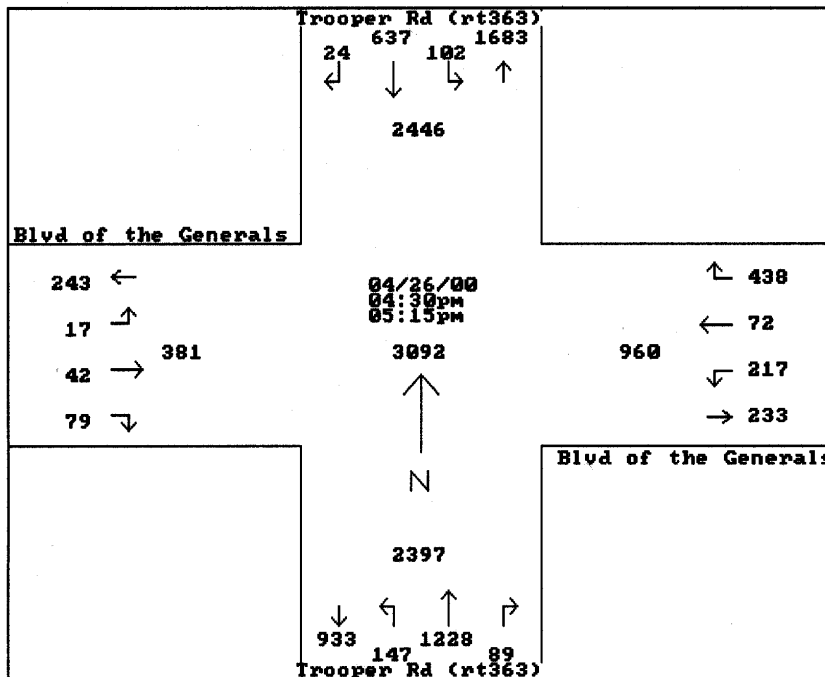 Trooper Rd (rt363)
637 1683
24 102
2446
Blvd of the Generals
243
17
42
79
381
04/26/00
04:30pm
05:15pm
3092
960
438
72
217
233
Blvd of the Generals
N
2397
933 1228
147 89
Trooper Rd (rt363)